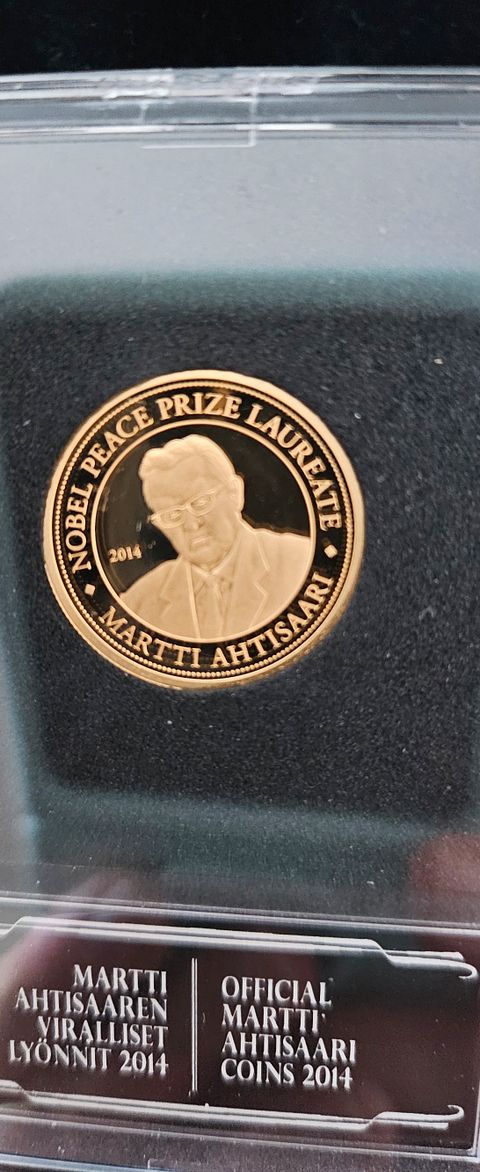 NOBEL PEACE PRIZE LAUREATE
2014
MARTTI AHTISAARI
MARTTI
AHTISAAREN
VIRALLISET
LYÖNNIT 2014
OFFICIAL
MARTTI
AHTISAARI
COINS 2014